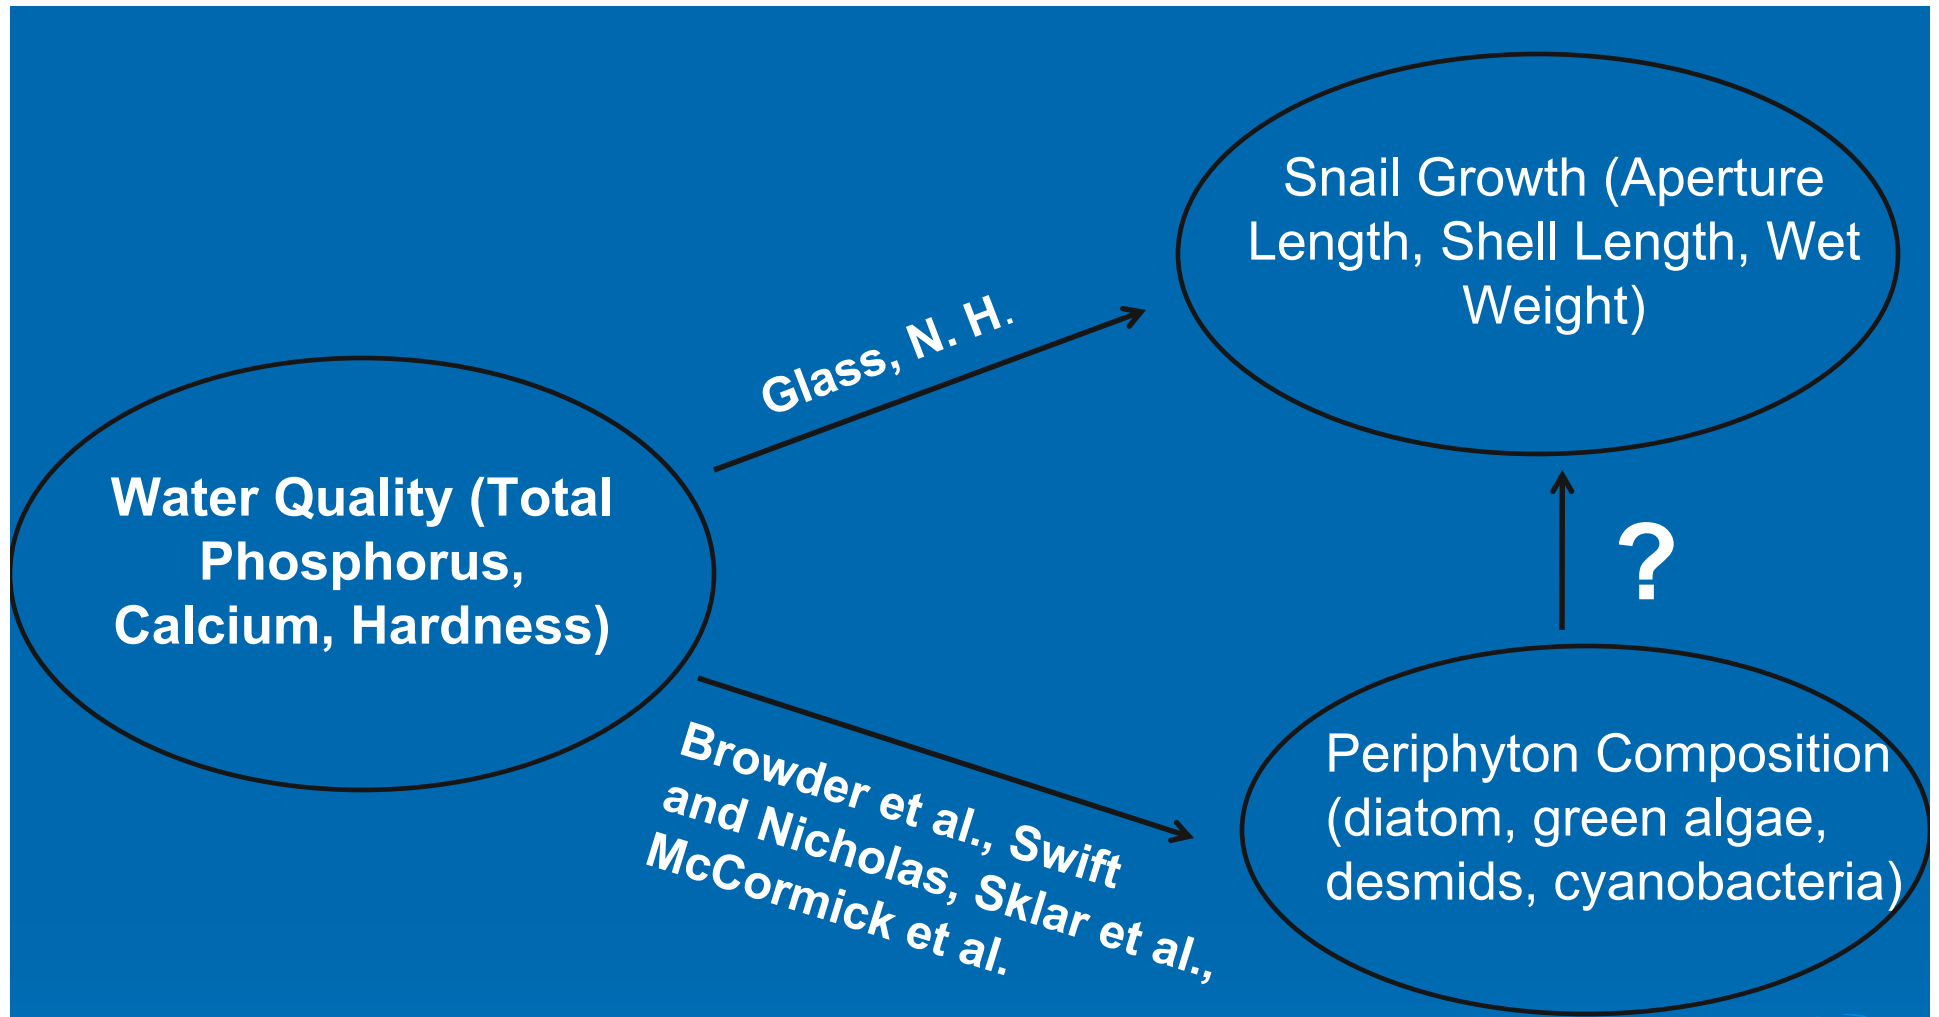 Snail Growth (Aperture
Length, Shell Length, Wet
Weight)
Glass, N. H.
Water Quality (Total
Phosphorus,
Calcium, Hardness)
?
Browder et al., Swift
and Nicholas, Sklar et al.,
McCormick et al.
Periphyton Composition
(diatom, green algae,
desmids, cyanobacteria)